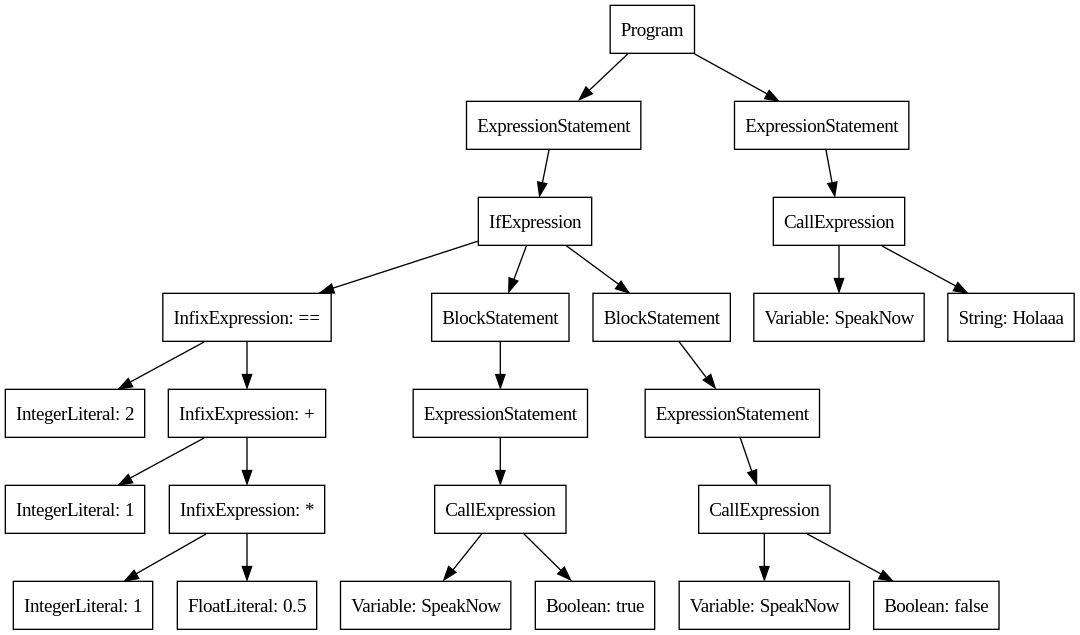 Program
ExpressionStatement
ExpressionStatement
IfExpression
CallExpression
InfixExpression: ==
BlockStatement
BlockStatement
Variable: SpeakNow
String: Holaaa
IntegerLiteral: 2
InfixExpression: +
ExpressionStatement
ExpressionStatement
IntegerLiteral: 1
InfixExpression: *
CallExpression
CallExpression
IntegerLiteral: 1
FloatLiteral: 0.5
Variable: SpeakNow
Boolean: true
Variable: SpeakNow
Boolean: false